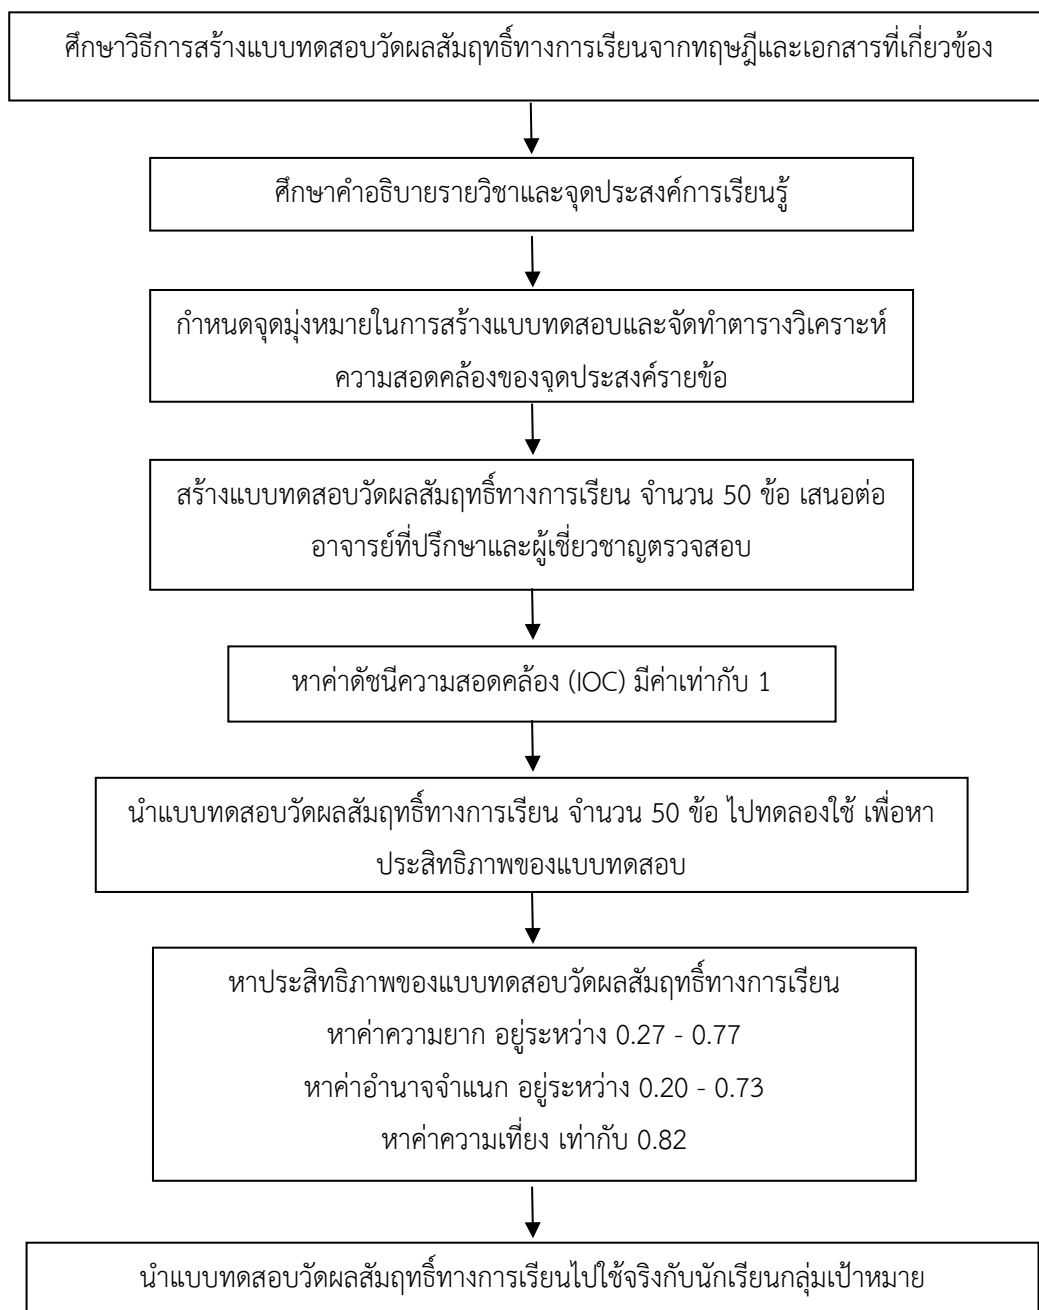 ศึกษาวิธีการสร้างแบบทดสอบวัดผลสัมฤทธิ์ทางการเรียนจากทฤษฎีและเอกสารที่เกี่ยวข้อง
ศึกษาคำอธิบายรายวิชาและจุดประสงค์การเรียนรู้
กำหนดจุดมุ่งหมายในการสร้างแบบทดสอบและจัดทำตารางวิเคราะห์
ความสอดคล้องของจุดประสงค์รายข้อ
สร้างแบบทดสอบวัดผลสัมฤทธิ์ทางการเรียน จำนวน 50 ข้อ เสนอต่อ
อาจารย์ที่ปรึกษาและผู้เชี่ยวชาญตรวจสอบ
หาค่าดัชนีความสอดคล้อง (IOC) มีค่าเท่ากับ 1
นำแบบทดสอบวัดผลสัมฤทธิ์ทางการเรียน จำนวน 50 ข้อ ไปทดลองใช้ เพื่อหา
ประสิทธิภาพของแบบทดสอบ
หาประสิทธิภาพของแบบทดสอบวัดผลสัมฤทธิ์ทางการเรียน
หาค่าความยาก อยู่ระหว่าง 0.27 - 0.77
หาค่าอำนาจจำแนก อยู่ระหว่าง 0.20 - 0.73
หาค่าความเที่ยง เท่ากับ 0.82
นำแบบทดสอบวัดผลสัมฤทธิ์ทางการเรียนไปใช้จริงกับนักเรียนกลุ่มเป้าหมาย